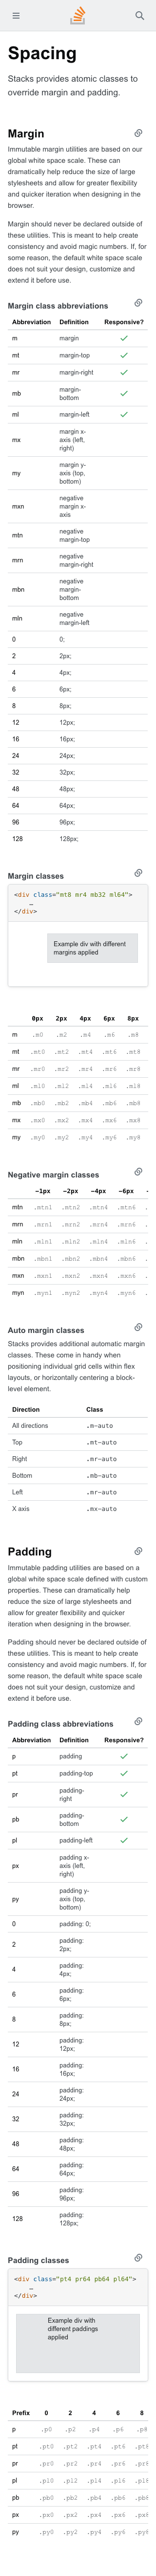 Spacing
Stacks provides atomic classes to
override margin and padding.
Margin
Immutable margin utilities are based on our
global white space scale. These can
dramatically help reduce the size of large
stylesheets and allow for greater flexibility
and quicker iteration when designing in the
browser.
Margin should never be declared outside of
these utilities. This is meant to help create
consistency and avoid magic numbers. If, for
some reason, the default white space scale
does not suit your design, customize and
extend it before use.
Margin class abbreviations
Abbreviation Definition Responsive?
m margin
mt margin-top
mr margin-right
mb margin-
bottom
ml margin-left
mx margin x-
axis (left,
right)
my margin y-
axis (top,
bottom)
mxn negative
margin x-
axis
mtn negative
margin-top
mrn negative
margin-right
mbn negative
margin-
bottom
mln negative
margin-left
0 0;
2 2px;
4 4px;
6 6px;
8 8px;
12 12px;
16 16px;
24 24px;
32 32px;
48 48px;
64 64px;
96 96px;
128 128px;
Margin classes
<div class="mt8 mr4 mb32 ml64">
…
</div>
Example div with different
margins applied
0px 2px 4px 6px 8px
m .m0 .m2 .m4 .m6 .m8
mt .mt0 .mt2 .mt4 .mt6 .mt8
mr .mr0 .mr2 .mr4 .mr6 .mr8
ml .ml0 .ml2 .ml4 .ml6 .ml8
mb .mb0 .mb2 .mb4 .mb6 .mb8
mx .mx0 .mx2 .mx4 .mx6 .mx8
my .my0 .my2 .my4 .my6 .my8
Negative margin classes
-1px -2px -4px -6px
mtn .mtn1 .mtn2 .mtn4 .mtn6
mrn .mrn1 .mrn2 .mrn4 .mrn6
mln .mln1 .mln2 .mln4 .mln6
mbn .mbn1 .mbn2 .mbn4 .mbn6
mxn .mxn1 .mxn2 .mxn4 .mxn6
myn .myn1 .myn2 .myn4 .myn6
Auto margin classes
Stacks provides additional automatic margin
classes. These come in handy when
positioning individual grid cells within flex
layouts, or horizontally centering a block-
level element.
Direction Class
All directions .m-auto
Top .mt-auto
Right .mr-auto
Bottom .mb-auto
Left .mr-auto
X axis .mx-auto
Padding
Immutable padding utilities are based on a
global white space scale defined with custom
properties. These can dramatically help
reduce the size of large stylesheets and
allow for greater flexibility and quicker
iteration when designing in the browser.
Padding should never be declared outside of
these utilities. This is meant to help create
consistency and avoid magic numbers. If, for
some reason, the default white space scale
does not suit your design, customize and
extend it before use.
Padding class abbreviations
Abbreviation Definition Responsive?
p padding
pt padding-top
pr padding-
right
pb padding-
bottom
pl padding-left
px padding x-
axis (left,
right)
py padding y-
axis (top,
bottom)
0 padding: 0;
2 padding:
2px;
4 padding:
4px;
6 padding:
6px;
8 padding:
8px;
12 padding:
12px;
16 padding:
16px;
24 padding:
24px;
32 padding:
32px;
48 padding:
48px;
64 padding:
64px;
96 padding:
96px;
128 padding:
128px;
Padding classes
<div class="pt4 pr64 pb64 pl64">
…
</div>
Example div with
different paddings
applied
Prefix 0 2 4 6 8
p .p0 .p2 .p4 .p6 .p8
pt .pt0 .pt2 .pt4 .pt6 .pt8
pr .pr0 .pr2 .pr4 .pr6 .pr8
pl .pl0 .pl2 .pl4 .pl6 .pl8
pb .pb0 .pb2 .pb4 .pb6 .pb8
px .px0 .px2 .px4 .px6 .px8
py .py0 .py2 .py4 .py6 .py8